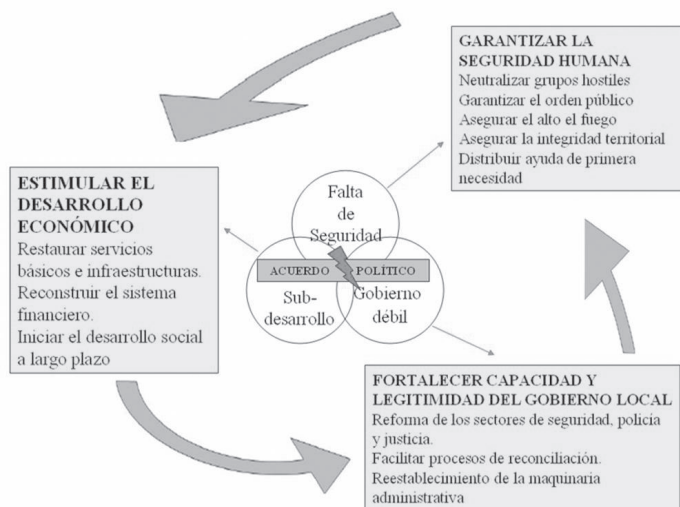 GARANTIZAR LA
SEGURIDAD HUMANA
Neutralizar grupos hostiles
Garantizar el orden público
Asegurar el alto el fuego
Asegurar la integridad territorial
Distribuir ayuda de primera
necesidad
ESTIMULAR EL
DESARROLLO
ECONÓMICO
Restaurar servicios
básicos e infraestructuras.
Reconstruir el sistema
financiero.
Iniciar el desarrollo social
a largo plazo
Falta
de
Seguridad
ACUERDO POLÍTICO
Sub-
desarrollo
Gobierno
débil
FORTALECER CAPACIDAD Y
LEGITIMIDAD DEL GOBIERNO LOCAL
Reforma de los sectores de seguridad, policía
y justicia.
Facilitar procesos de reconciliación.
Reestablecimiento de la maquinaria
administrativa